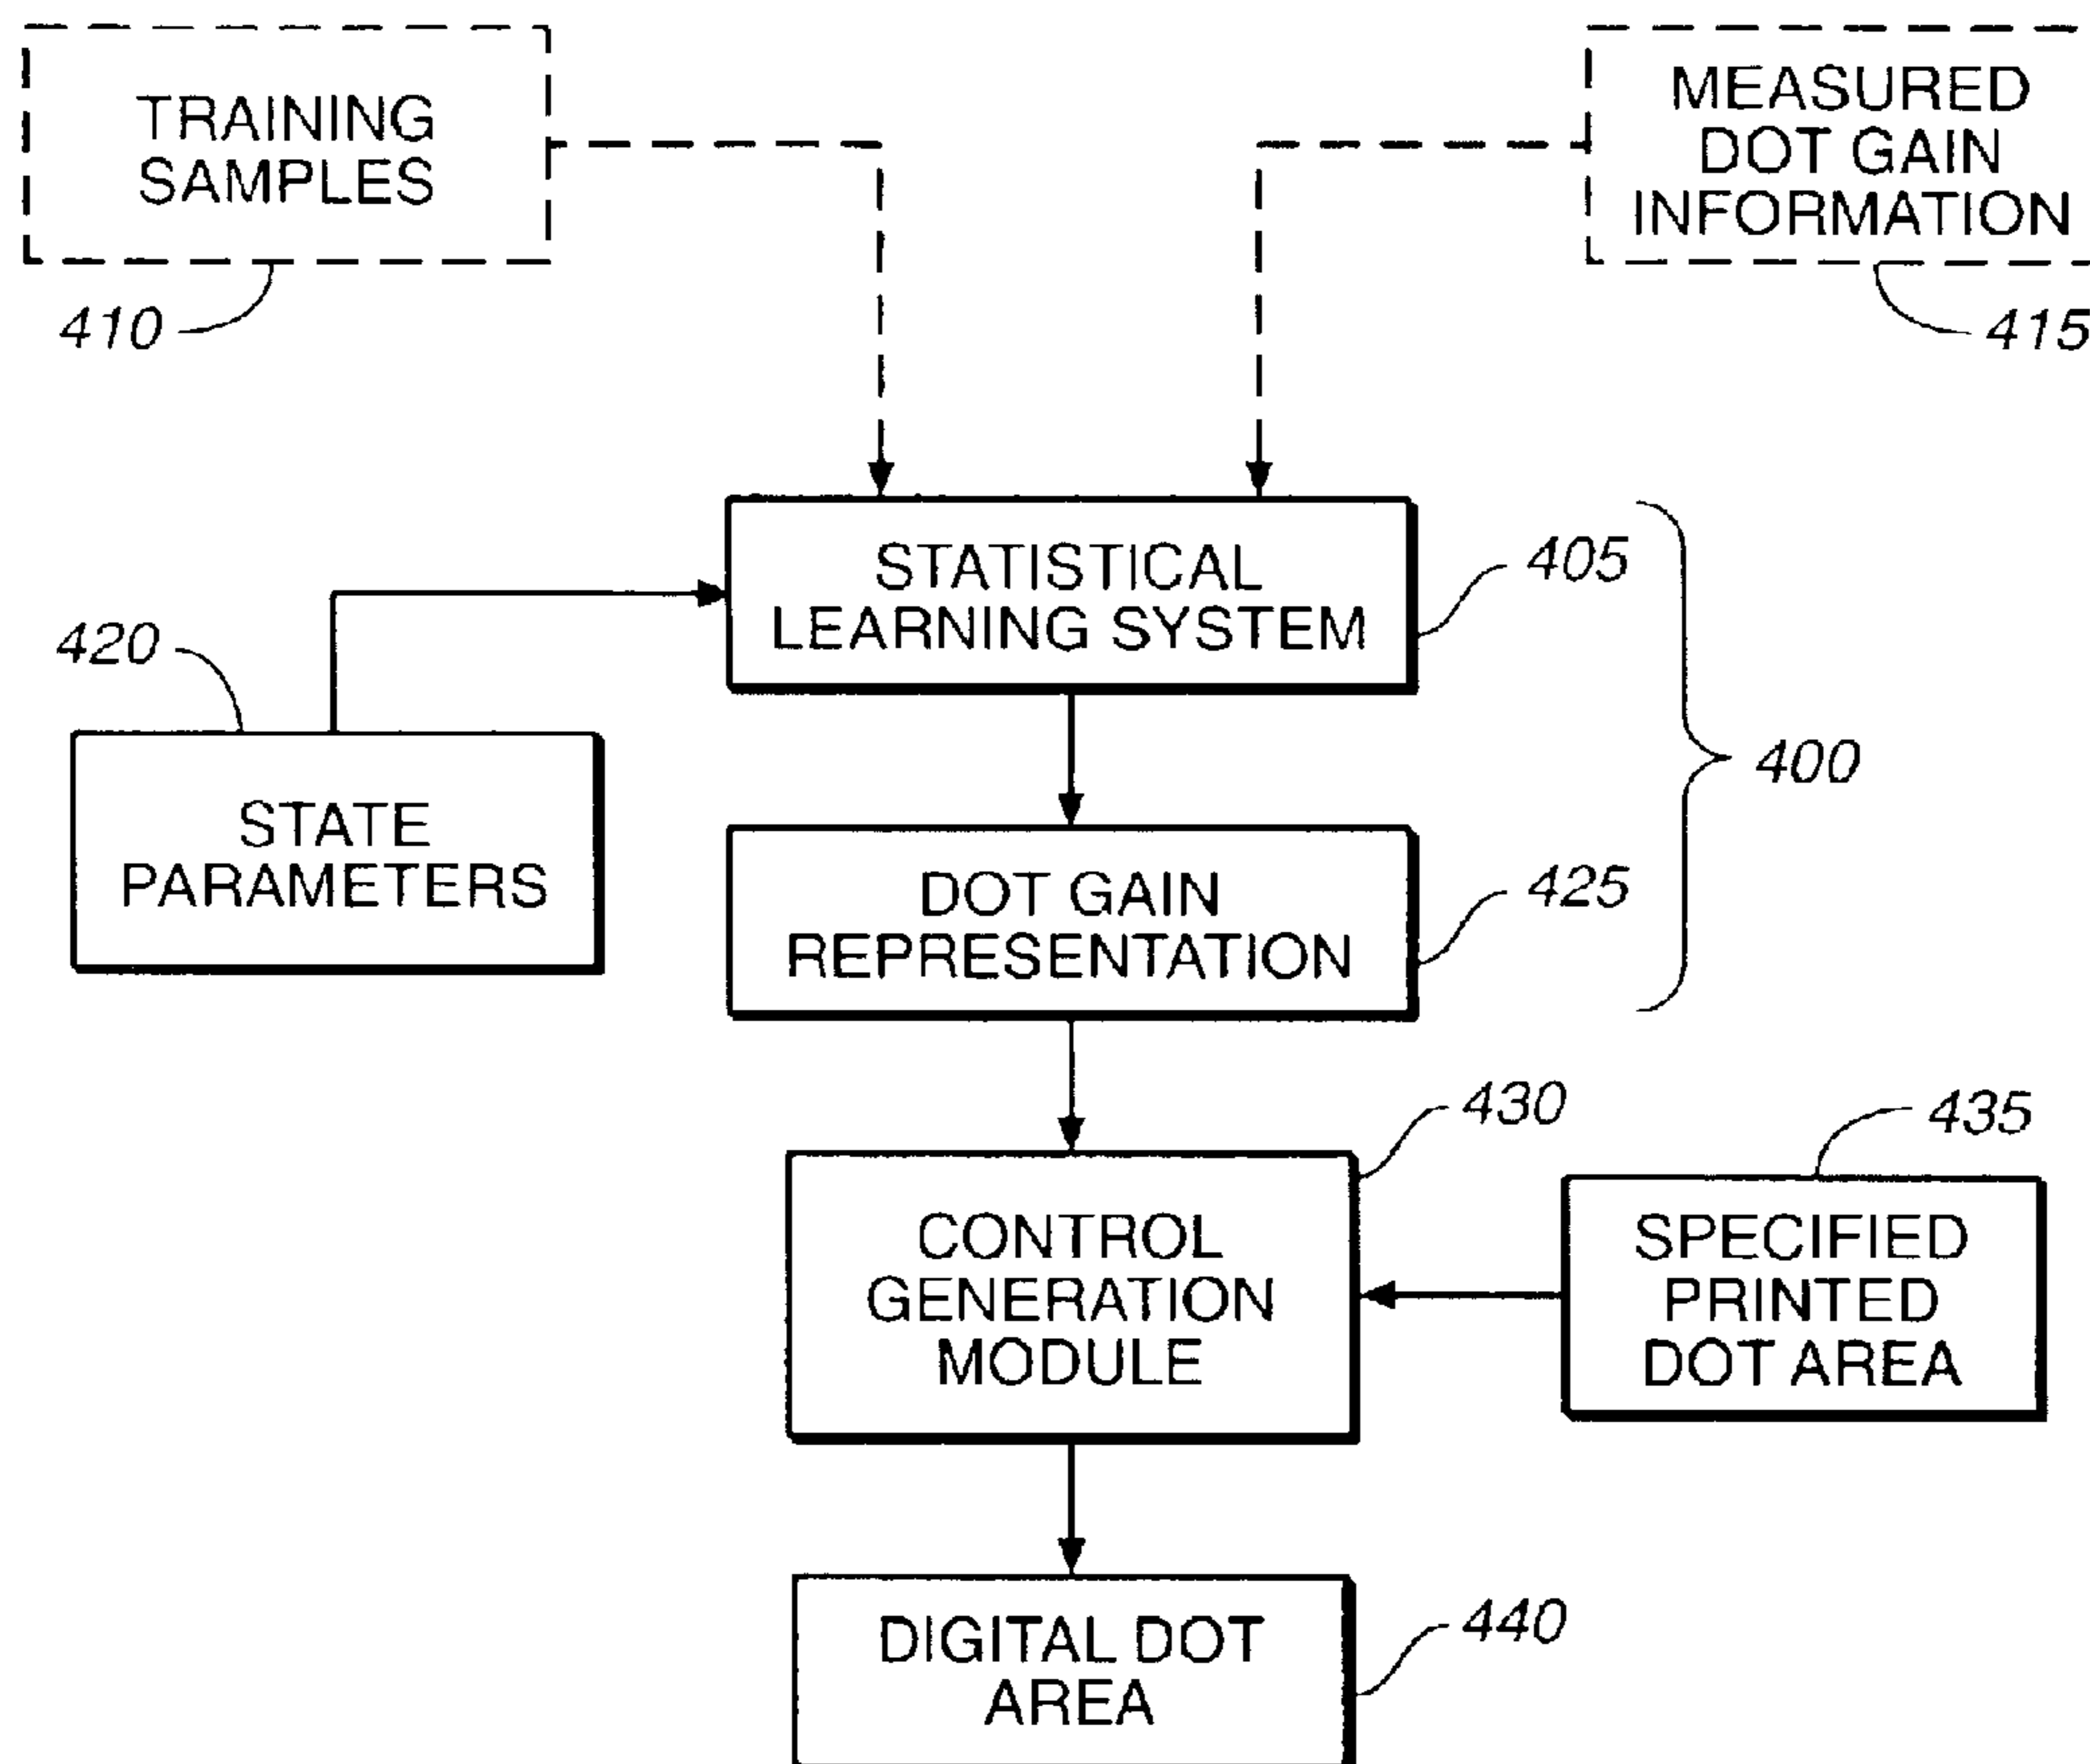 TRAINING
SAMPLES
410
MEASURED
DOT GAIN
INFORMATION
415
STATISTICAL
LEARNING SYSTEM
405
420
STATE
PARAMETERS
400
DOT GAIN
REPRESENTATION
425
430
435
CONTROL
GENERATION
MODULE
SPECIFIED
PRINTED
DOT AREA
DIGITAL DOT
AREA
440